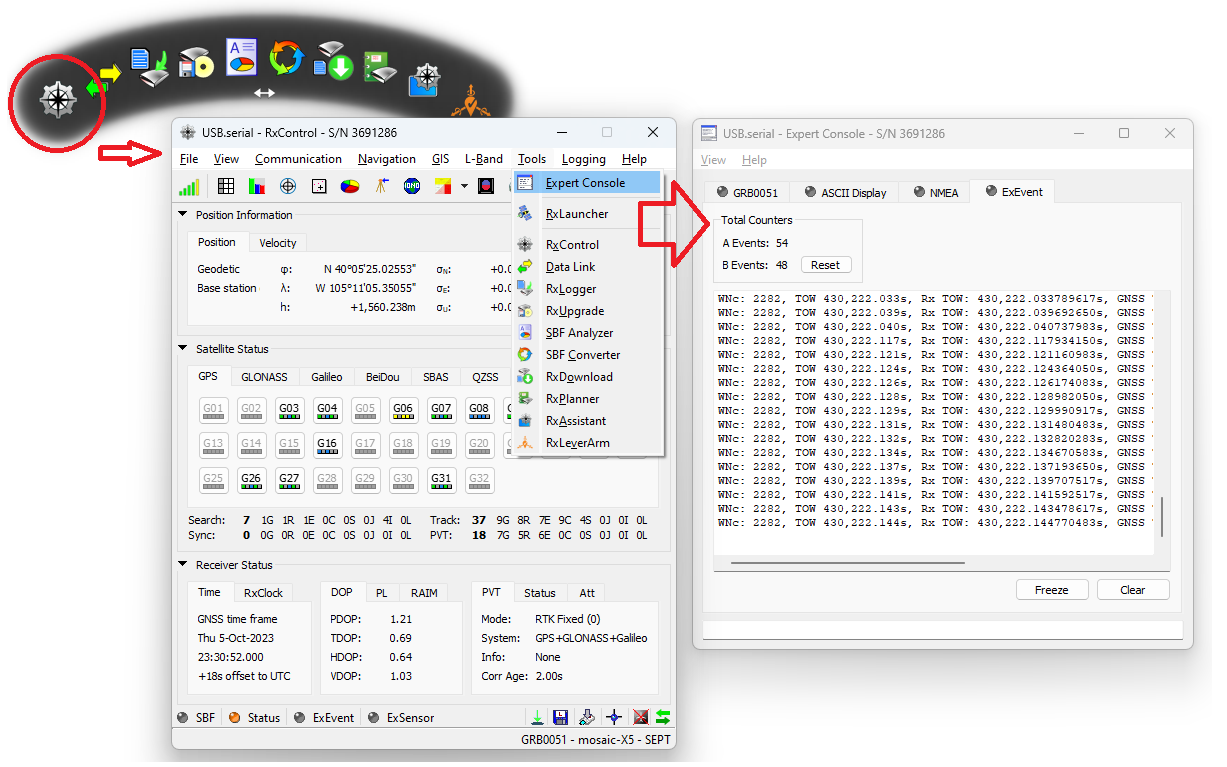 USB.serial - RxControl - S/N 3691286
File View Communication Navigation GIS L-Band Tools Logging Help
Position Information
Position Velocity
Geodetic φ: N 40°05'25.02553" σN: +0.0
Base station λ: W 105°11'05.35055" σE: +0.0
h: +1,560.238m σU: +0.0
Satellite Status
GPS GLONASS Galileo BeiDou SBAS QZSS
G01 G02 G03 G04 G05 G06 G07 G08
G13 G14 G15 G16 G17 G18 G19 G20
G25 G26 G27 G28 G29 G30 G31 G32
Search: 7 1G 1R 1E 0C 0S 0J 4I 0L Track: 37 9G 8R 7E 9C 4S 0J 0I 0L
Sync: 0 0G 0R 0E 0C 0S 0J 0I 0L PVT: 18 7G 5R 6E 0C 0S 0J 0I 0L
Receiver Status
Time RxClock
GNSS time frame
Thu 5-Oct-2023
23:30:52.000
+18s offset to UTC
DOP PL RAIM
PDOP: 1.21
TDOP: 0.69
HDOP: 0.64
VDOP: 1.03
PVT Status Att
Mode: RTK Fixed (0)
System: GPS+GLONASS+Galileo
Info: None
Corr Age: 2.00s
SBF Status ExEvent ExSensor
GRB0051 - mosaic-X5 - SEPT
Expert Console
RxLauncher
RxControl
Data Link
RxLogger
RxUpgrade
SBF Analyzer
SBF Converter
RxDownload
RxPlanner
RxAssistant
RxLeverArm
USB.serial - Expert Console - S/N 3691286
View Help
GRB0051 ASCII Display NMEA ExEvent
Total Counters
A Events: 54
B Events: 48 Reset
WNc: 2282, TOW 430,222.033s, Rx TOW: 430,222.033789617s, GNSS
WNc: 2282, TOW 430,222.039s, Rx TOW: 430,222.039692650s, GNSS
WNc: 2282, TOW 430,222.040s, Rx TOW: 430,222.040737983s, GNSS
WNc: 2282, TOW 430,222.117s, Rx TOW: 430,222.117934150s, GNSS
WNc: 2282, TOW 430,222.121s, Rx TOW: 430,222.121160983s, GNSS
WNc: 2282, TOW 430,222.124s, Rx TOW: 430,222.124364050s, GNSS
WNc: 2282, TOW 430,222.126s, Rx TOW: 430,222.126174083s, GNSS
WNc: 2282, TOW 430,222.128s, Rx TOW: 430,222.128982050s, GNSS
WNc: 2282, TOW 430,222.129s, Rx TOW: 430,222.129990917s, GNSS
WNc: 2282, TOW 430,222.131s, Rx TOW: 430,222.131480483s, GNSS
WNc: 2282, TOW 430,222.132s, Rx TOW: 430,222.132820283s, GNSS
WNc: 2282, TOW 430,222.134s, Rx TOW: 430,222.134670583s, GNSS
WNc: 2282, TOW 430,222.137s, Rx TOW: 430,222.137193650s, GNSS
WNc: 2282, TOW 430,222.139s, Rx TOW: 430,222.139707517s, GNSS
WNc: 2282, TOW 430,222.141s, Rx TOW: 430,222.141592517s, GNSS
WNc: 2282, TOW 430,222.143s, Rx TOW: 430,222.143478617s, GNSS
WNc: 2282, TOW 430,222.144s, Rx TOW: 430,222.144770483s, GNSS
Freeze Clear